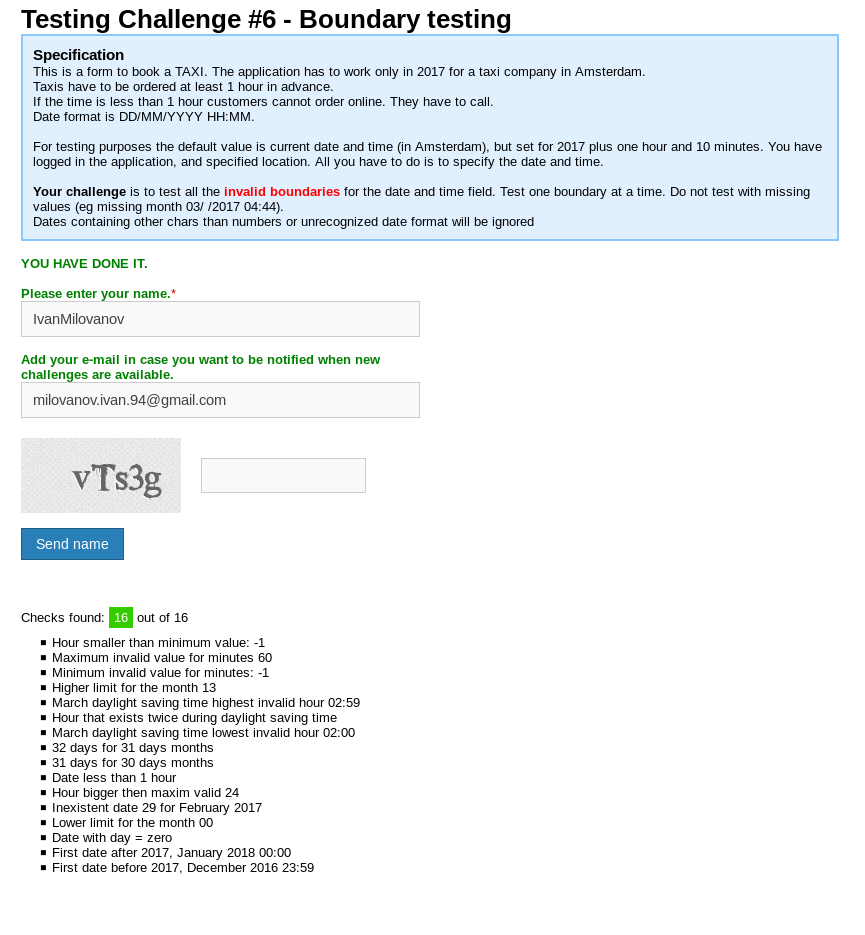 Testing Challenge #6 - Boundary testing
Specification
This is a form to book a TAXI. The application has to work only in 2017 for a taxi company in Amsterdam.
Taxis have to be ordered at least 1 hour in advance.
If the time is less than 1 hour customers cannot order online. They have to call.
Date format is DD/MM/YYYY HH:MM.
For testing purposes the default value is current date and time (in Amsterdam), but set for 2017 plus one hour and 10 minutes. You have
logged in the application, and specified location. All you have to do is to specify the date and time.
Your challenge is to test all the invalid boundaries for the date and time field. Test one boundary at a time. Do not test with missing
values (eg missing month 03/ /2017 04:44).
Dates containing other chars than numbers or unrecognized date format will be ignored
YOU HAVE DONE IT.
Please enter your name.*
IvanMilovanov
Add your e-mail in case you want to be notified when new
challenges are available.
milovanov.ivan.94@gmail.com
vTs3g
Send name
Checks found: 16 out of 16
Hour smaller than minimum value: -1
Maximum invalid value for minutes 60
Minimum invalid value for minutes: -1
Higher limit for the month 13
March daylight saving time highest invalid hour 02:59
Hour that exists twice during daylight saving time
March daylight saving time lowest invalid hour 02:00
32 days for 31 days months
31 days for 30 days months
Date less than 1 hour
Hour bigger then maxim valid 24
Inexistent date 29 for February 2017
Lower limit for the month 00
Date with day = zero
First date after 2017, January 2018 00:00
First date before 2017, December 2016 23:59